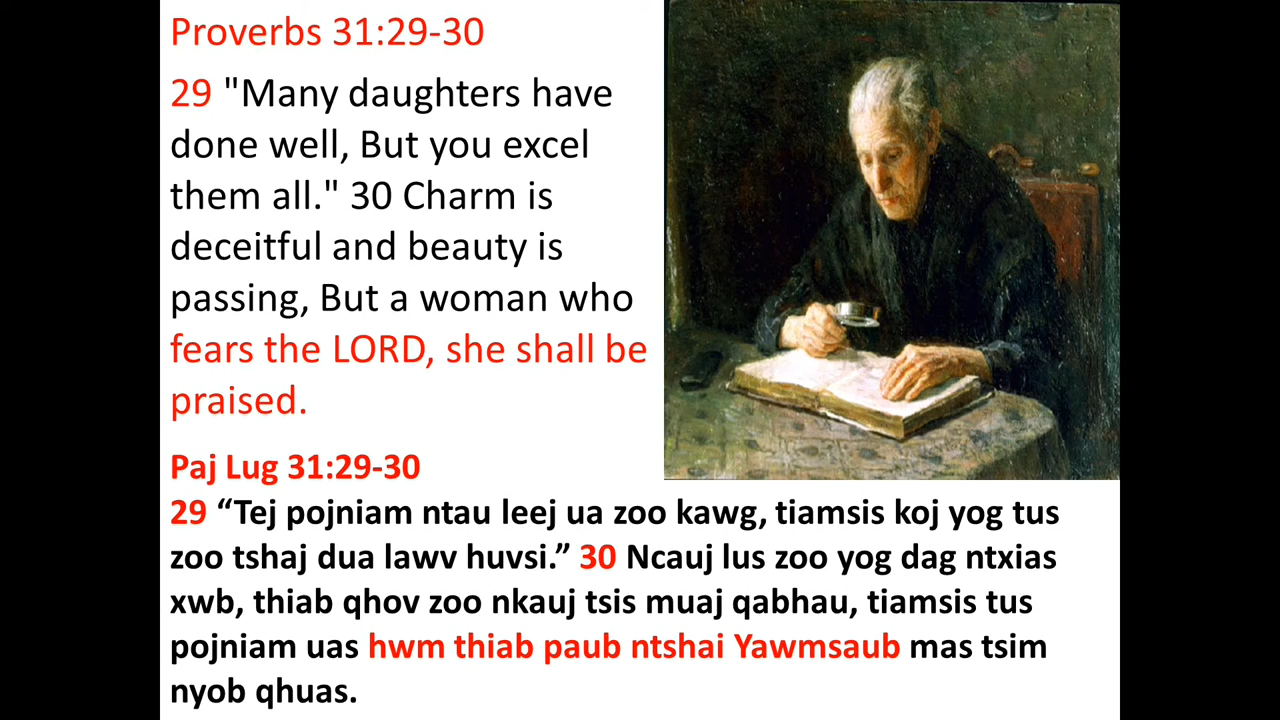 Proverbs 31:29-30
29 "Many daughters have
done well, But you excel
them all." 30 Charm is
deceitful and beauty is
passing, But a woman who
fears the LORD, she shall be
praised.
Paj Lug 31:29-30
29 “Tej pojniam ntau leej ua zoo kawg, tiamsis koj yog tus
zoo tshaj dua lawv huvsi.” 30 Ncauj lus zoo yog dag ntxias
xwb, thiab qhov zoo nkauj tsis muaj qabhau, tiamsis tus
pojniam uas hwm thiab paub ntshai Yawmsaub mas tsim
nyob qhuas.